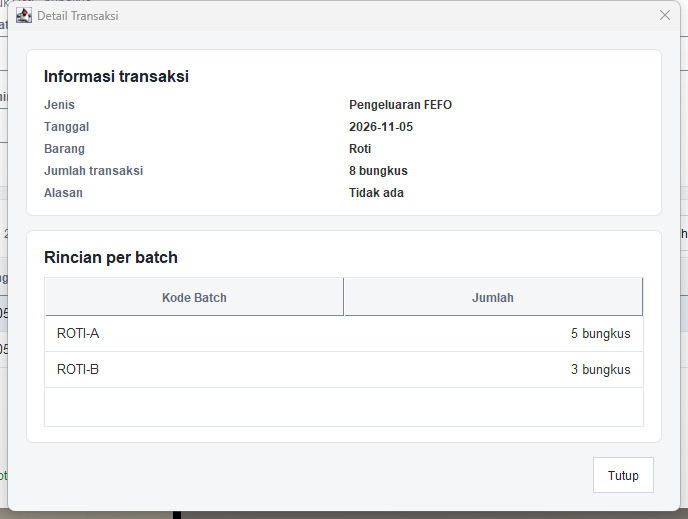 Detail Transaksi
Informasi transaksi
Jenis Pengeluaran FEFO
Tanggal 2026-11-05
Barang Roti
Jumlah transaksi 8 bungkus
Alasan Tidak ada
Rincian per batch
Kode Batch Jumlah
ROTI-A 5 bungkus
ROTI-B 3 bungkus
Tutup